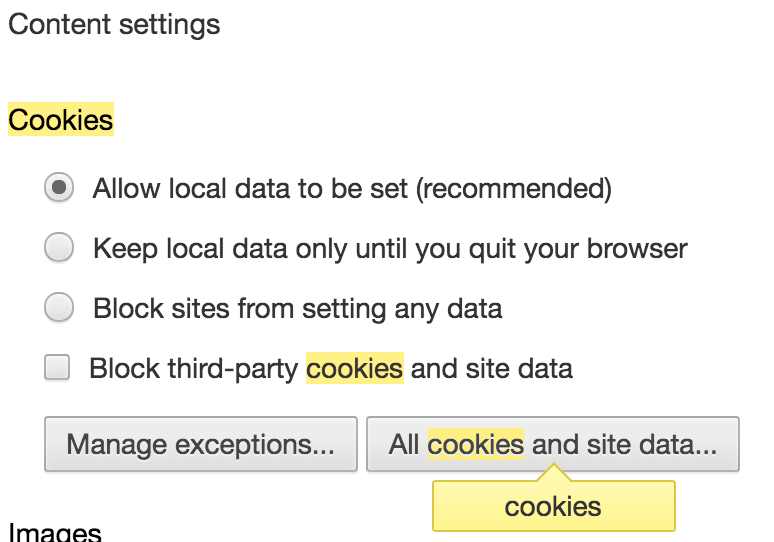 Content settings
Cookies
Allow local data to be set (recommended)
Keep local data only until you quit your browser
Block sites from setting any data
Block third-party cookies and site data
Manage exceptions...
All cookies and site data...
cookies
Images